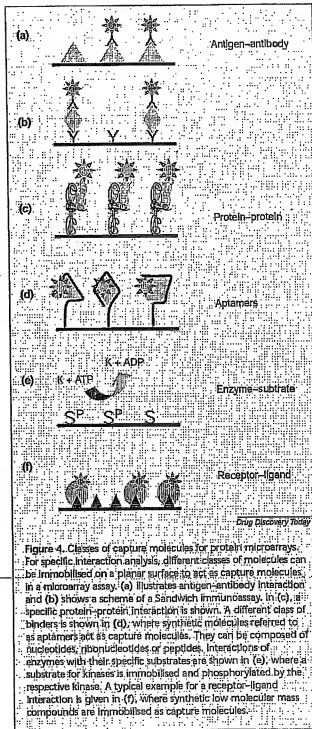 (a)
Antigen–antibody
(b)
(c)
Protein–protein
(d)
Aptamers
K + ADP
(e)
K + ATP
Enzyme–subtrate
S^P S^P S
(f)
Receptor–ligand
Drug Discovery Today
Figure 4. Classes of capture molecules for protein microarrays.
For specific interaction analysis, different classes of molecules can
be immobilised on a planar surface to act as capture molecules
in a microarray assay. (a) illustrates antigen–antibody interaction
and (b) shows a scheme of a Sandwich immunoassay. In (c), a
specific protein–protein interaction is shown. A different class of
binders is shown in (d), where synthetic molecules referred to
as aptamers act as capture molecules. They can be composed of
nucleotides, ribonucleotides or peptides. Interactions of
enzymes with their specific substrates are shown in (e), where a
substrate for kinases is immobilised and phosphorylated by the
respective kinase. A typical example for a receptor–ligand
interaction is given in (f), where synthetic low molecular mass
compounds are immobilised as capture molecules.